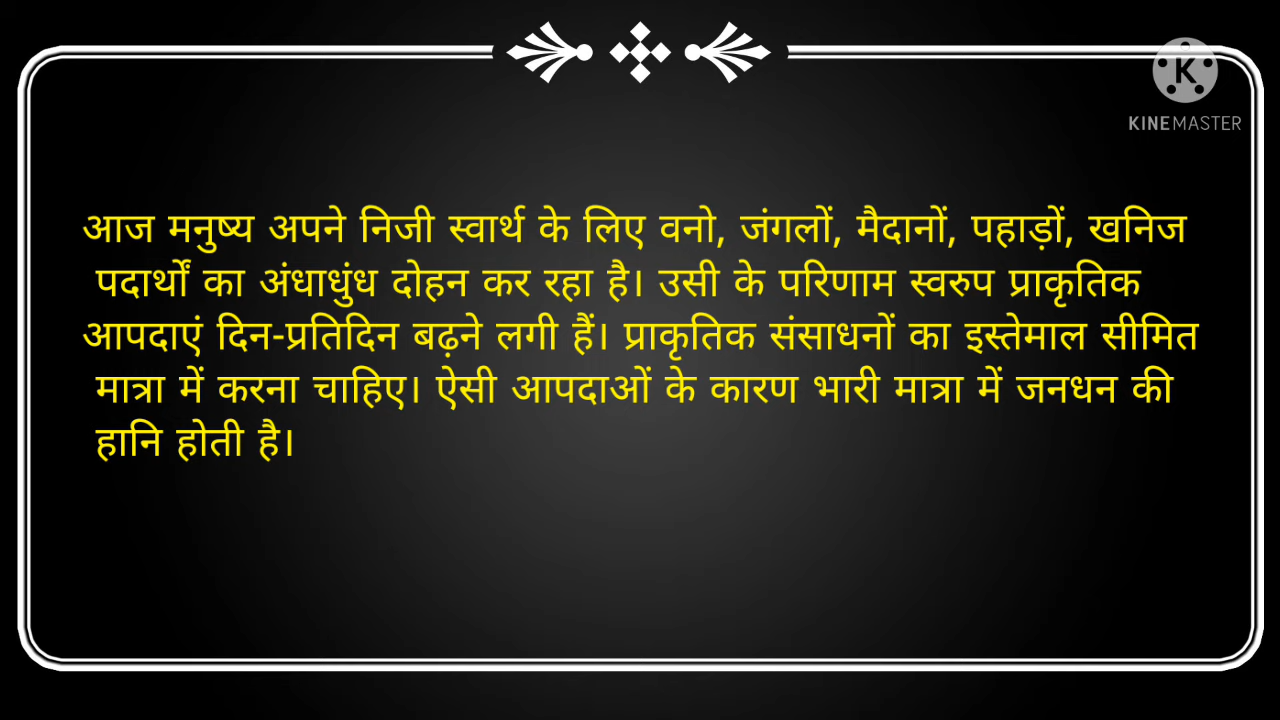 KINEMASTER
आज मनुष्य अपने निजी स्वार्थ के लिए वनो, जंगलों, मैदानों, पहाड़ों, खनिज
पदार्थों का अंधाधुंध दोहन कर रहा है। उसी के परिणाम स्वरुप प्राकृतिक
आपदाएं दिन-प्रतिदिन बढ़ने लगी हैं। प्राकृतिक संसाधनों का इस्तेमाल सीमित
मात्रा में करना चाहिए। ऐसी आपदाओं के कारण भारी मात्रा में जनधन की
हानि होती है।